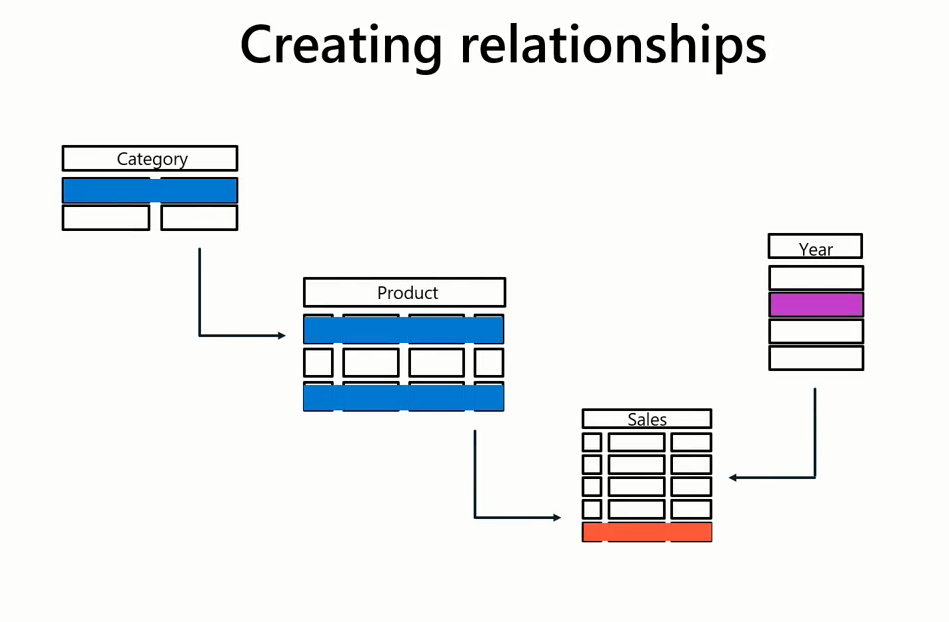 Creating relationships
Category
Year
Product
Sales